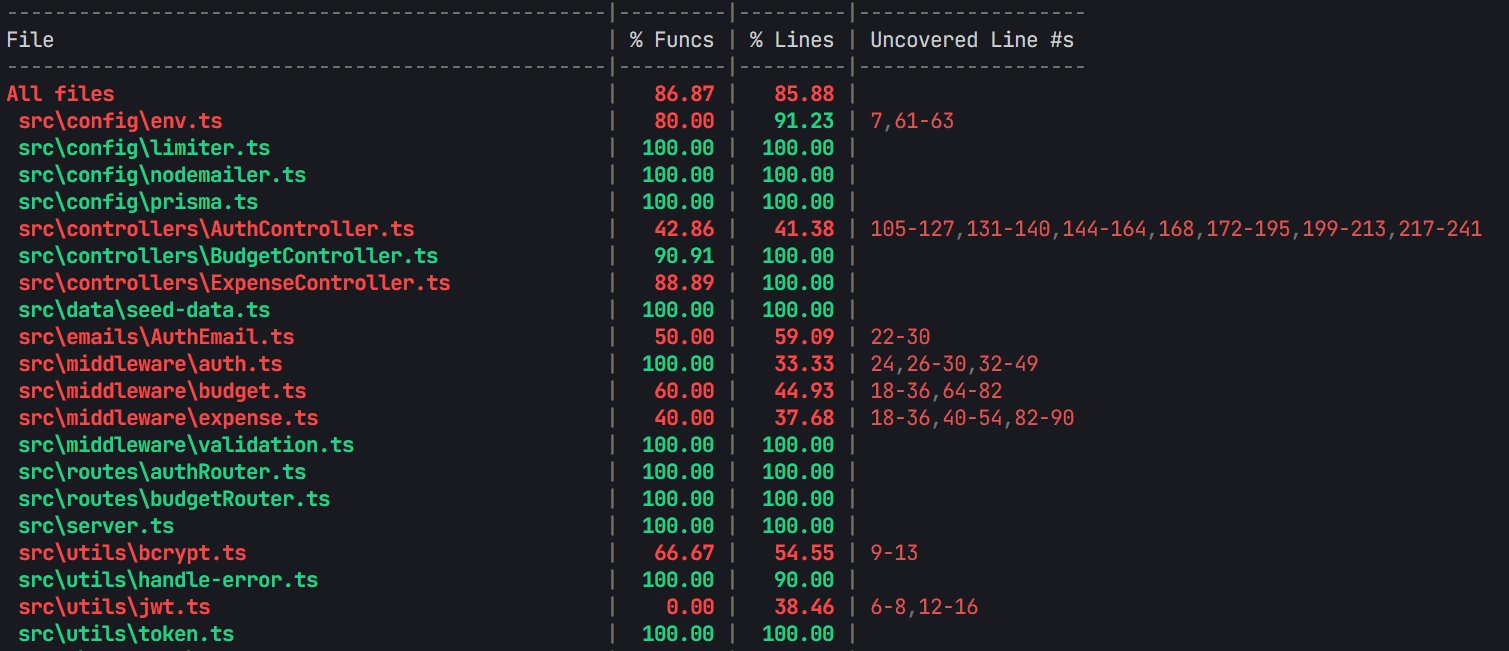 --------------------------------------------------|---------|---------|-------------------
File                                              | % Funcs | % Lines | Uncovered Line #s
--------------------------------------------------|---------|---------|-------------------
All files                                         |   86.87 |   85.88 |
 src\config\env.ts                                |   80.00 |   91.23 | 7,61-63
 src\config\limiter.ts                            |  100.00 |  100.00 |
 src\config\nodemailer.ts                         |  100.00 |  100.00 |
 src\config\prisma.ts                             |  100.00 |  100.00 |
 src\controllers\AuthController.ts                |   42.86 |   41.38 | 105-127,131-140,144-164,168,172-195,199-213,217-241
 src\controllers\BudgetController.ts              |   90.91 |  100.00 |
 src\controllers\ExpenseController.ts             |   88.89 |  100.00 |
 src\data\seed-data.ts                            |  100.00 |  100.00 |
 src\emails\AuthEmail.ts                          |   50.00 |   59.09 | 22-30
 src\middleware\auth.ts                           |  100.00 |   33.33 | 24,26-30,32-49
 src\middleware\budget.ts                         |   60.00 |   44.93 | 18-36,64-82
 src\middleware\expense.ts                        |   40.00 |   37.68 | 18-36,40-54,82-90
 src\middleware\validation.ts                     |  100.00 |  100.00 |
 src\routes\authRouter.ts                         |  100.00 |  100.00 |
 src\routes\budgetRouter.ts                       |  100.00 |  100.00 |
 src\server.ts                                    |  100.00 |  100.00 |
 src\utils\bcrypt.ts                              |   66.67 |   54.55 | 9-13
 src\utils\handle-error.ts                        |  100.00 |   90.00 |
 src\utils\jwt.ts                                 |    0.00 |   38.46 | 6-8,12-16
 src\utils\token.ts                               |  100.00 |  100.00 |